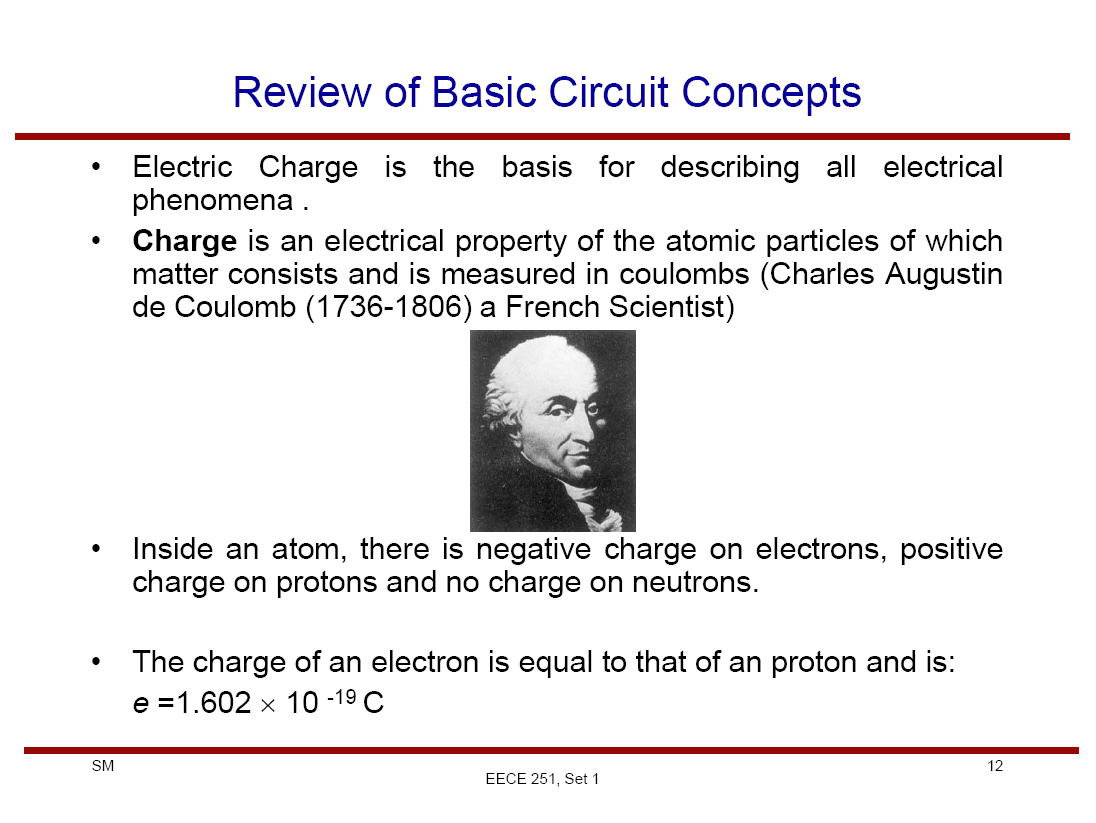 Review of Basic Circuit Concepts
• Electric Charge is the basis for describing all electrical
phenomena .
• Charge is an electrical property of the atomic particles of which
matter consists and is measured in coulombs (Charles Augustin
de Coulomb (1736-1806) a French Scientist)
• Inside an atom, there is negative charge on electrons, positive
charge on protons and no charge on neutrons.
• The charge of an electron is equal to that of an proton and is:
e =1.602 × 10 -19 C
SM
12
EECE 251, Set 1